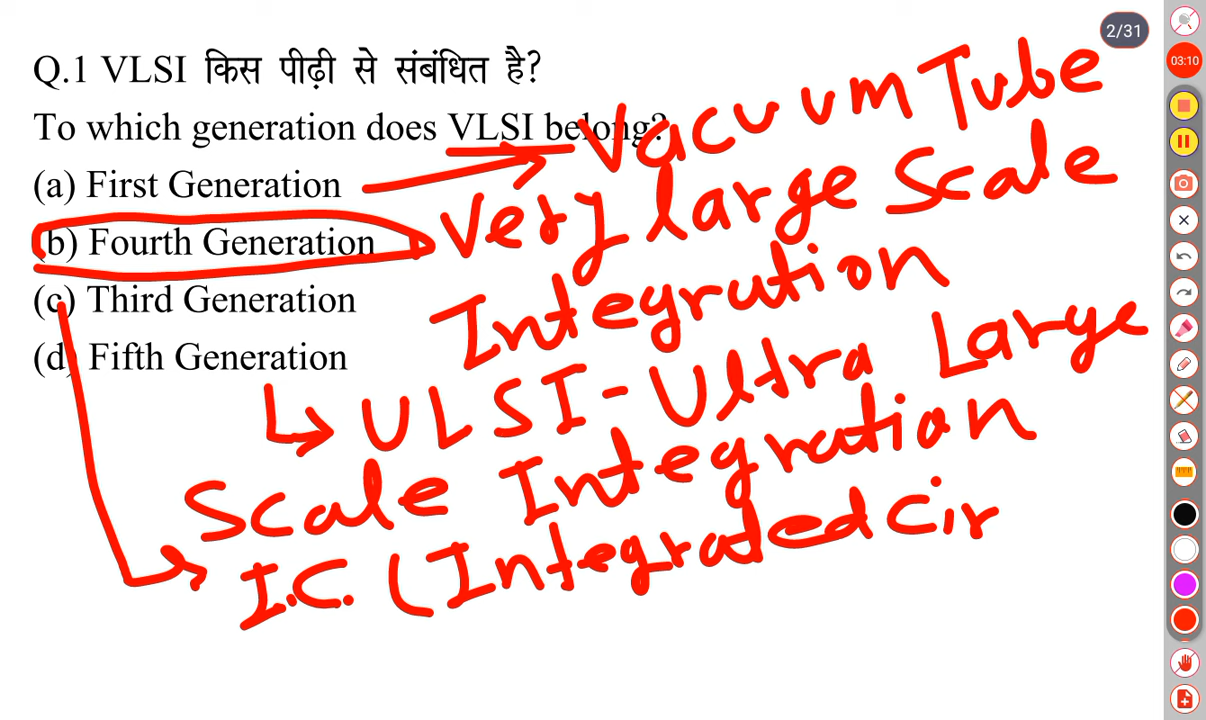 2/31
03:10
Q.1 VLSI किस पीढ़ी से संबंधित है?
To which generation does VLSI belong?
Vacuum Tube
(a) First Generation
Very large Scale
(b) Fourth Generation
Integration
(c) Third Generation
(d) Fifth Generation
ULSI - Ultra Large
Scale Integration
I.C. (Integrated Cir